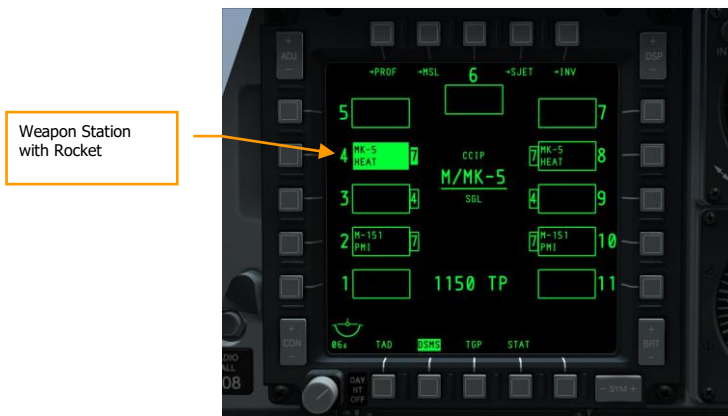 Weapon Station
with Rocket
+
ADJ
-
→PROF
→MSL
6
→SJET
→INV
+
DSP
-
5
7
4
MK-5
HEAT
7
CCIP
M/MK-5
SGL
7
MK-5
HEAT
8
3
4
4
9
2
M-151
PMI
7
7
M-151
PMI
10
1
1150 TP
11
+
CON
-
TAD
DSMS
TGP
STAT
+
BRT
-
DAY
NT
OFF
- SYM +
08